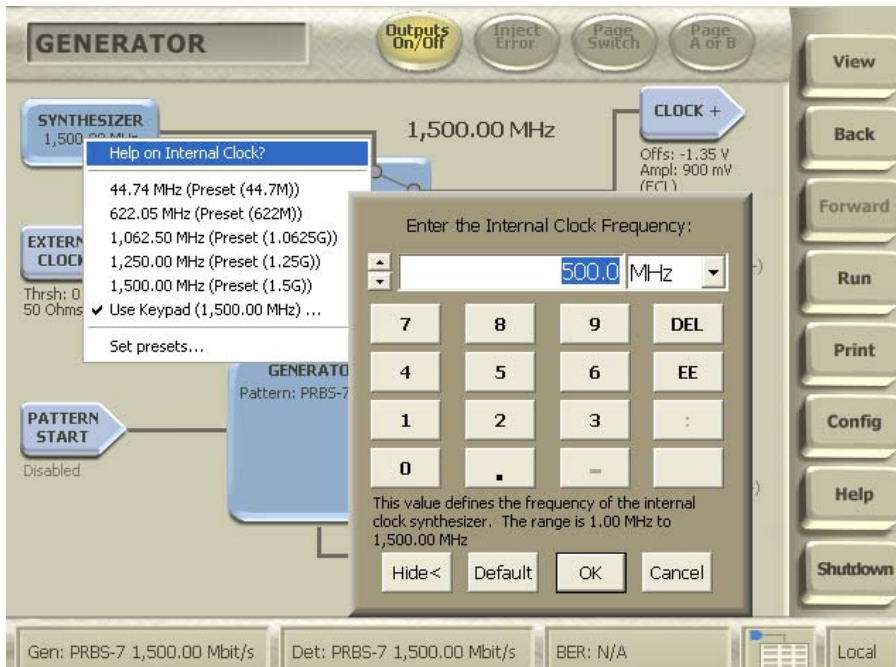 GENERATOR
Outputs
On/Off
Inject
Error
Page
Switch
Page
A or B
View
Back
Forward
Run
Print
Config
Help
Shutdown
SYNTHESIZER
1,500.00 MHz
1,500.00 MHz
CLOCK +
Offs: -1.35 V
Ampl: 900 mV
(ECL)
Help on Internal Clock?
44.74 MHz (Preset (44.7M))
622.05 MHz (Preset (622M))
1,062.50 MHz (Preset (1.0625G))
1,250.00 MHz (Preset (1.25G))
1,500.00 MHz (Preset (1.5G))
✔ Use Keypad (1,500.00 MHz) ...
Set presets...
EXTERN
CLOC
Thrsh: 0
50 Ohms
GENERATO
Pattern: PRBS-7
PATTERN
START
Disabled
Enter the Internal Clock Frequency:
500.0 MHz
7 8 9 DEL
4 5 6 EE
1 2 3 :
0 . -
This value defines the frequency of the internal
clock synthesizer. The range is 1.00 MHz to
1,500.00 MHz
Hide< Default OK Cancel
Gen: PRBS-7 1,500.00 Mbit/s
Det: PRBS-7 1,500.00 Mbit/s
BER: N/A
Local